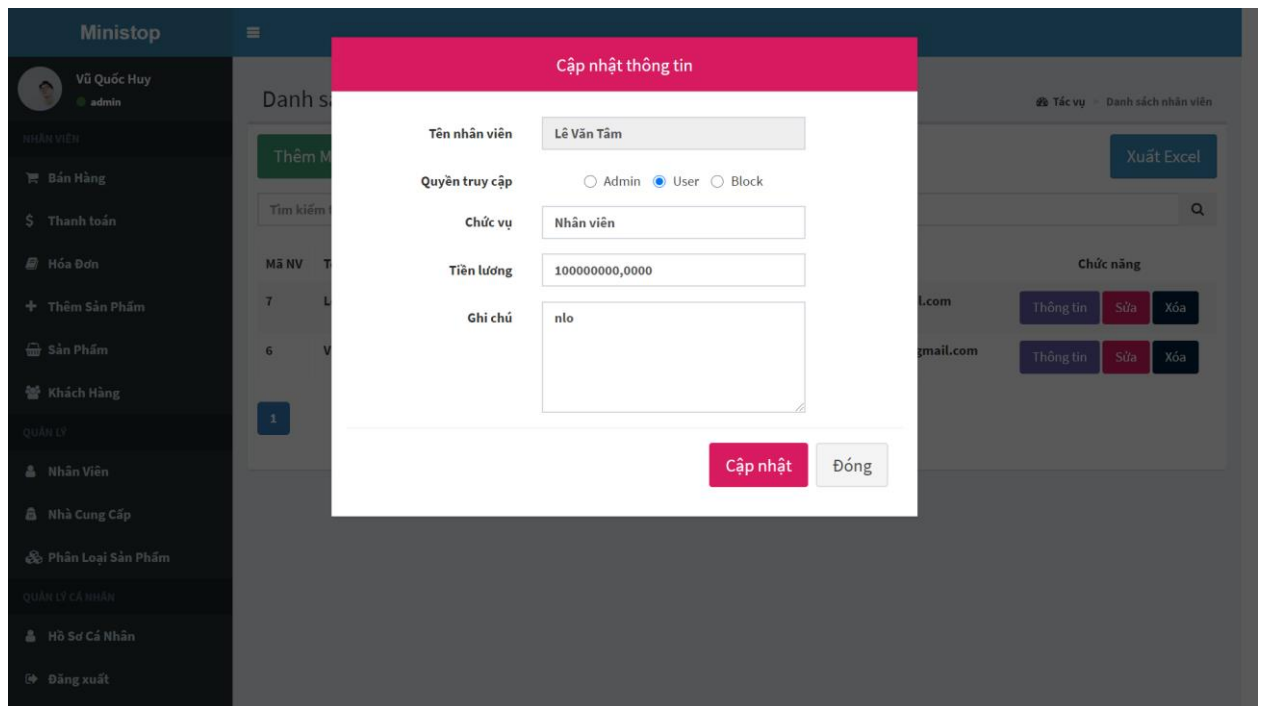 Ministop
Vũ Quốc Huy
admin
NHÂN VIÊN
Bán Hàng
$ Thanh toán
Hóa Đơn
Thêm Sản Phẩm
Sản Phẩm
Khách Hàng
QUẢN LÝ
Nhân Viên
Nhà Cung Cấp
Phân Loại Sản Phẩm
QUẢN LÝ CÁ NHÂN
Hồ Sơ Cá Nhân
Đăng xuất
Danh
Tác vụ > Danh sách nhân viên
Thêm
Xuất Excel
Tìm kiếm
Mã NV
Chức năng
7
l.com
Thông tin Sửa Xóa
6 V
gmail.com
Thông tin Sửa Xóa
1
Cập nhật thông tin
Tên nhân viên Lê Văn Tâm
Quyền truy cập Admin User Block
Chức vụ Nhân viên
Tiền lương 100000000,0000
Ghi chú nlo
Cập nhật Đóng